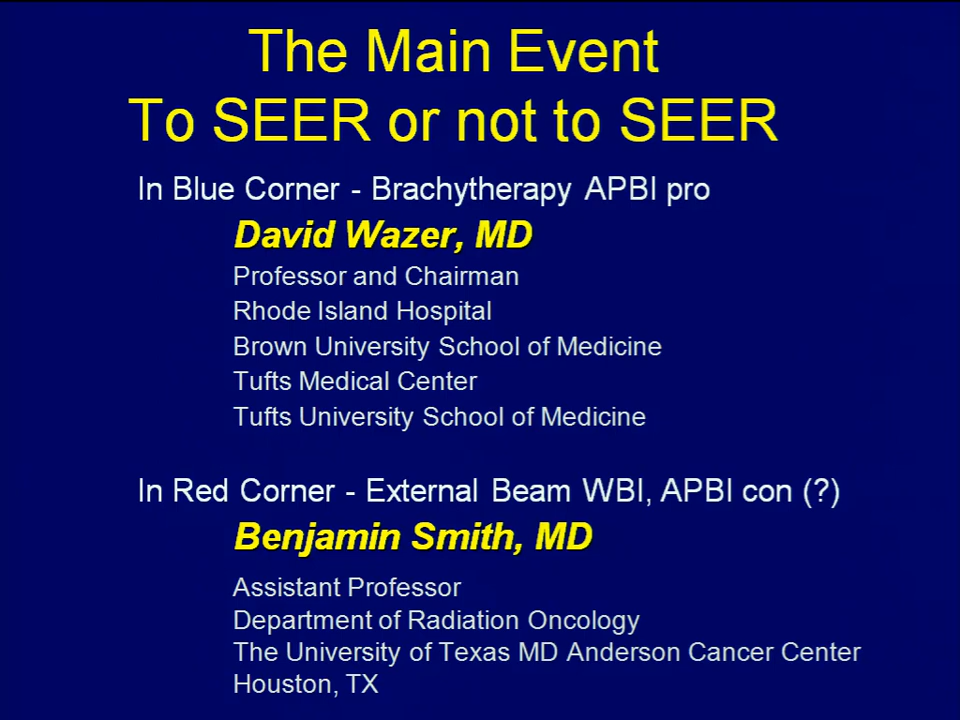 The Main Event
To SEER or not to SEER
In Blue Corner - Brachytherapy APBI pro
David Wazer, MD
Professor and Chairman
Rhode Island Hospital
Brown University School of Medicine
Tufts Medical Center
Tufts University School of Medicine
In Red Corner - External Beam WBI, APBI con (?)
Benjamin Smith, MD
Assistant Professor
Department of Radiation Oncology
The University of Texas MD Anderson Cancer Center
Houston, TX